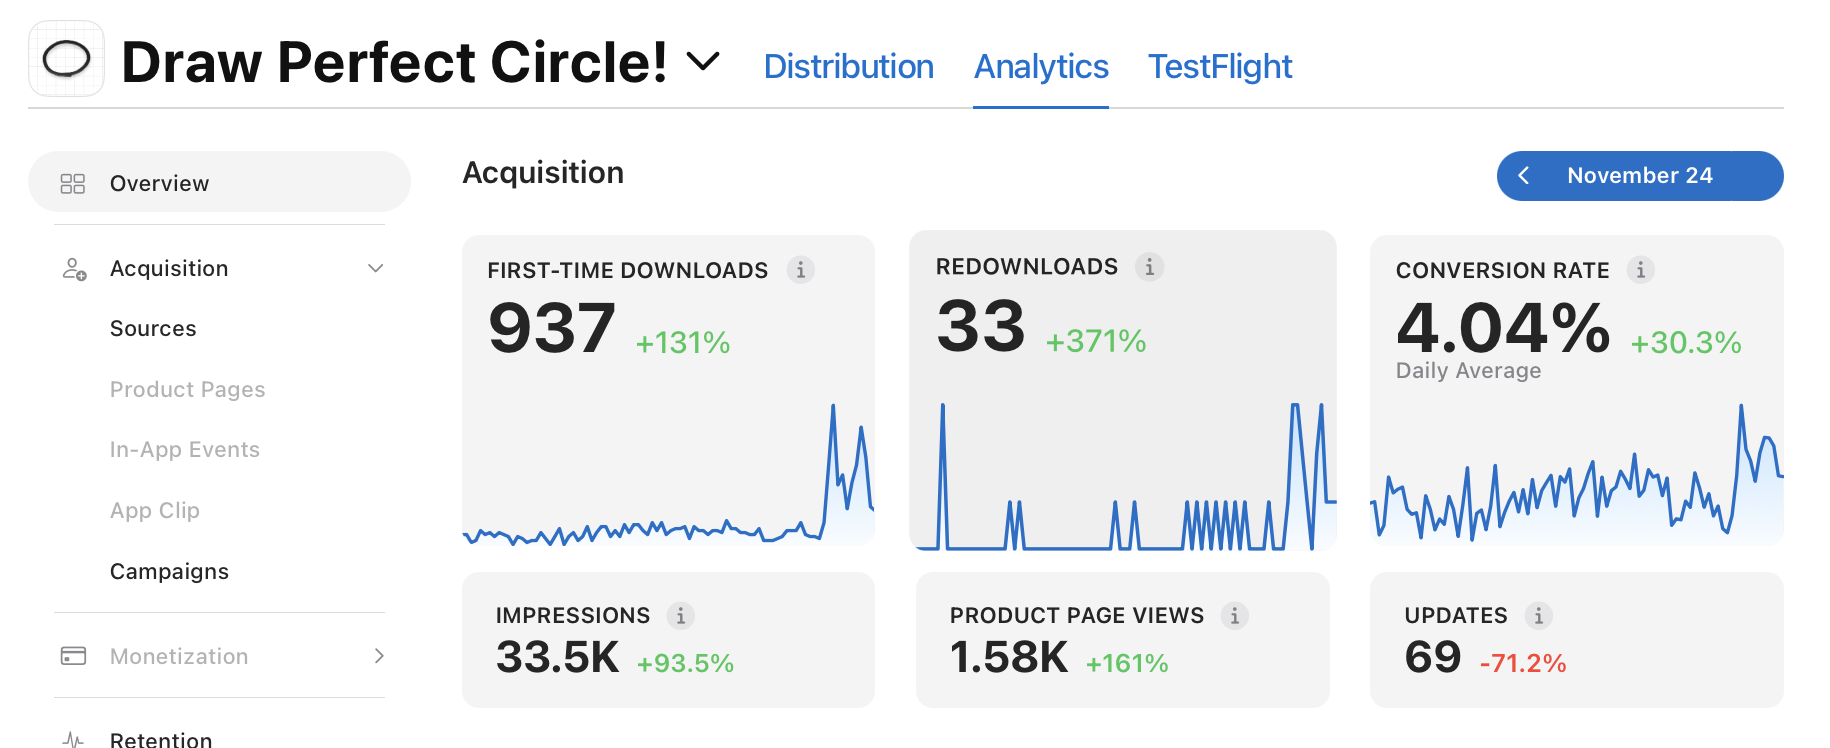 Draw Perfect Circle!
Distribution
Analytics
TestFlight
Overview
Acquisition
Sources
Product Pages
In-App Events
App Clip
Campaigns
Monetization
Retention
Acquisition
November 24
FIRST-TIME DOWNLOADS
937 +131%
REDOWNLOADS
33 +371%
CONVERSION RATE
4.04% +30.3%
Daily Average
IMPRESSIONS
33.5K +93.5%
PRODUCT PAGE VIEWS
1.58K +161%
UPDATES
69 -71.2%